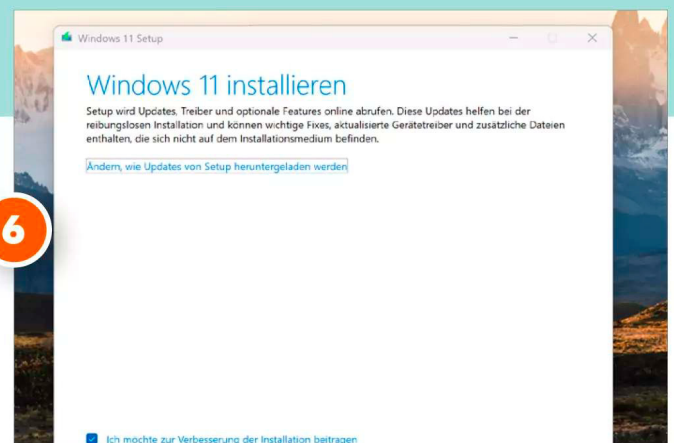 Windows 11 Setup
Windows 11 installieren
Setup wird Updates, Treiber und optionale Features online abrufen. Diese Updates helfen bei der
reibungslosen Installation und können wichtige Fixes, aktualisierte Gerätetreiber und zusätzliche Dateien
enthalten, die sich nicht auf dem Installationsmedium befinden.
Ändern, wie Updates von Setup heruntergeladen werden
6
Ich möchte zur Verbesserung der Installation beitragen